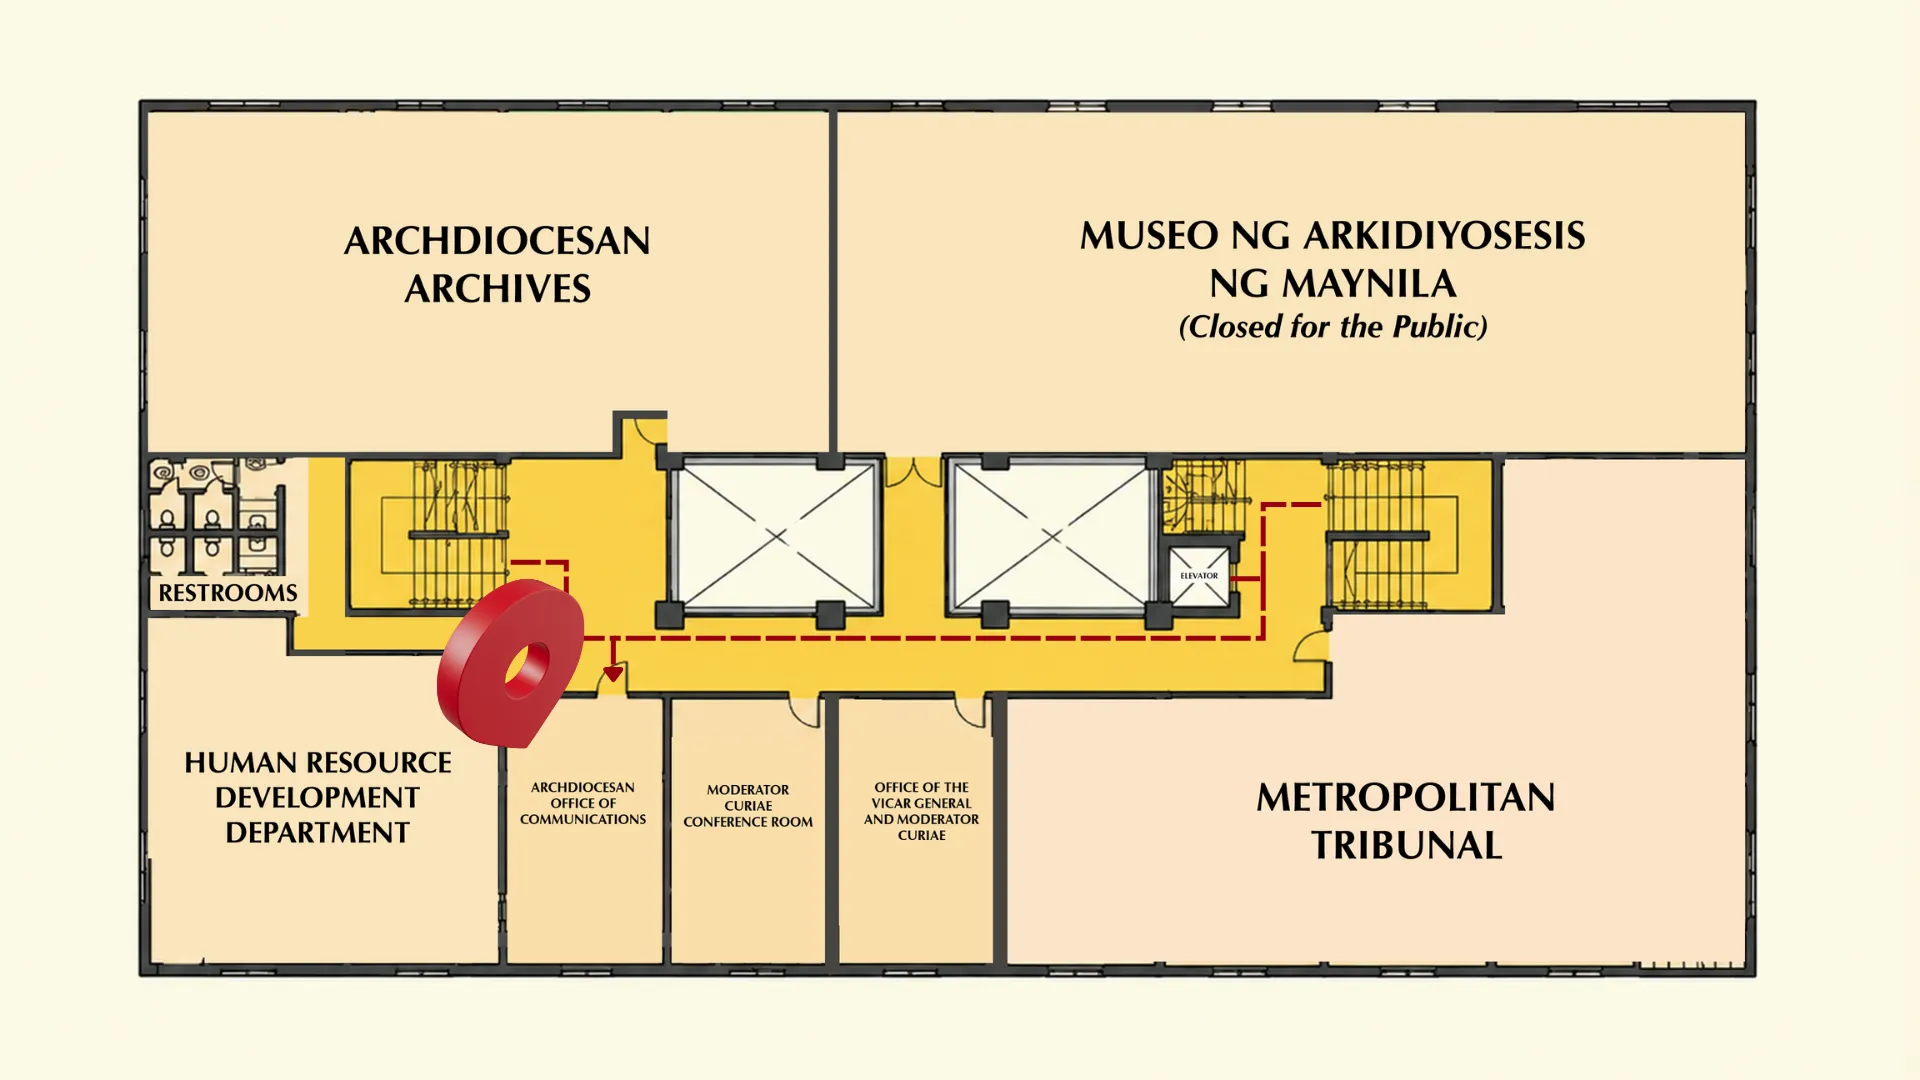 ARCHDIOCESAN
ARCHIVES
MUSEO NG ARKIDIYOSESIS
NG MAYNILA
(Closed for the Public)
RESTROOMS
ELEVATOR
HUMAN RESOURCE
DEVELOPMENT
DEPARTMENT
ARCHDIOCESAN
OFFICE OF
COMMUNICATIONS
MODERATOR
CURIAE
CONFERENCE ROOM
OFFICE OF THE
VICAR GENERAL
AND MODERATOR
CURIAE
METROPOLITAN
TRIBUNAL